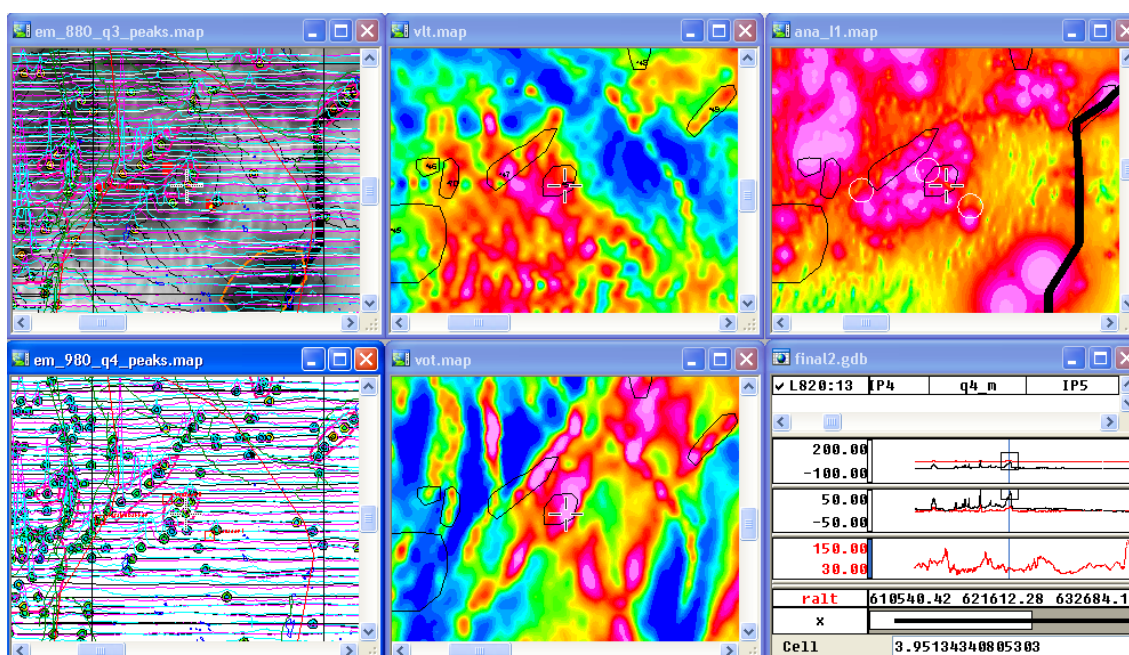 em_880_q3_peaks.map
vlt.map
ana_l1.map
em_980_q4_peaks.map
vot.map
final2.gdb
L820:13 IP4 q4_m IP5
200.00
-100.00
50.00
-50.00
150.00
30.00
ralt 610540.42 621612.28 632684.1
x
Cell 3.95134340805303